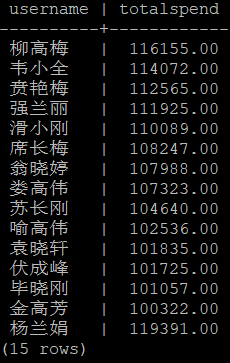 username | totalspend
---------+------------
柳高梅 | 116155.00
韦小全 | 114072.00
贲艳梅 | 112565.00
强兰丽 | 111925.00
滑小刚 | 110089.00
席长梅 | 108247.00
翁晓婷 | 107988.00
娄高伟 | 107323.00
苏长刚 | 104640.00
喻高伟 | 102536.00
袁晓轩 | 101835.00
伏成峰 | 101725.00
毕晓刚 | 101057.00
金高芳 | 100322.00
杨兰娟 | 119391.00
(15 rows)